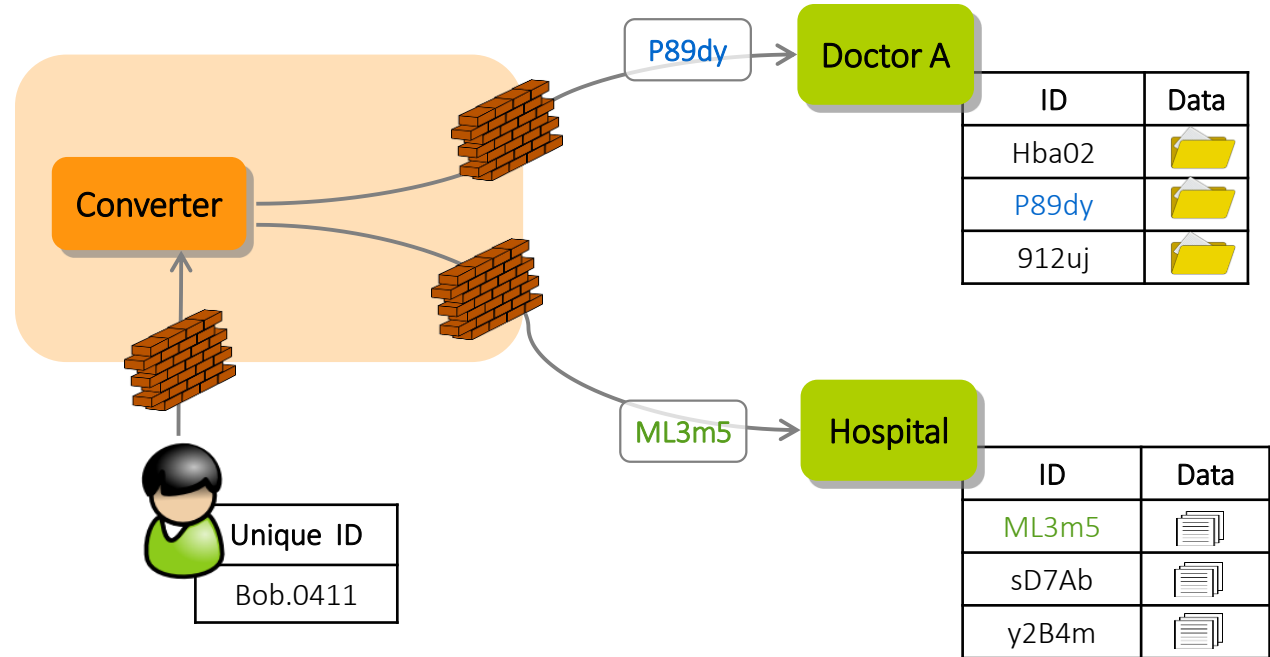 P89dy
Doctor A
ID Data
Hba02
P89dy
912uj
Converter
ML3m5
Hospital
ID Data
ML3m5
sD7Ab
y2B4m
Unique ID
Bob.0411